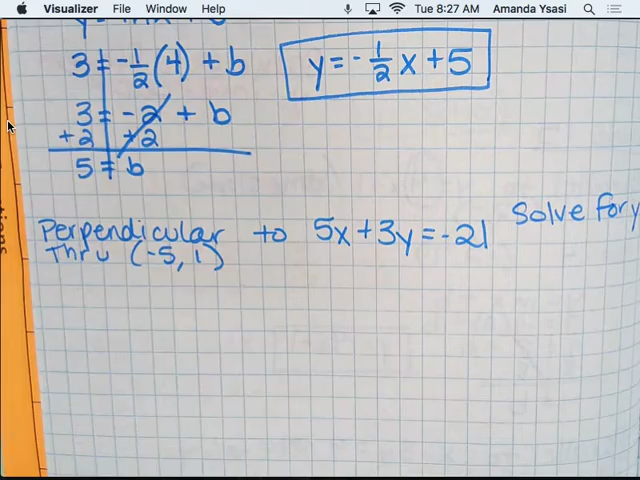 Visualizer File Window Help Tue 8:27 AM Amanda Ysasi
3 = -1/2(4) + b
y = -1/2 x + 5
3 = -2 + b
+2 +2
5 = b
Perpendicular to 5x + 3y = -21 Solve for y
Thru (-5, 1)